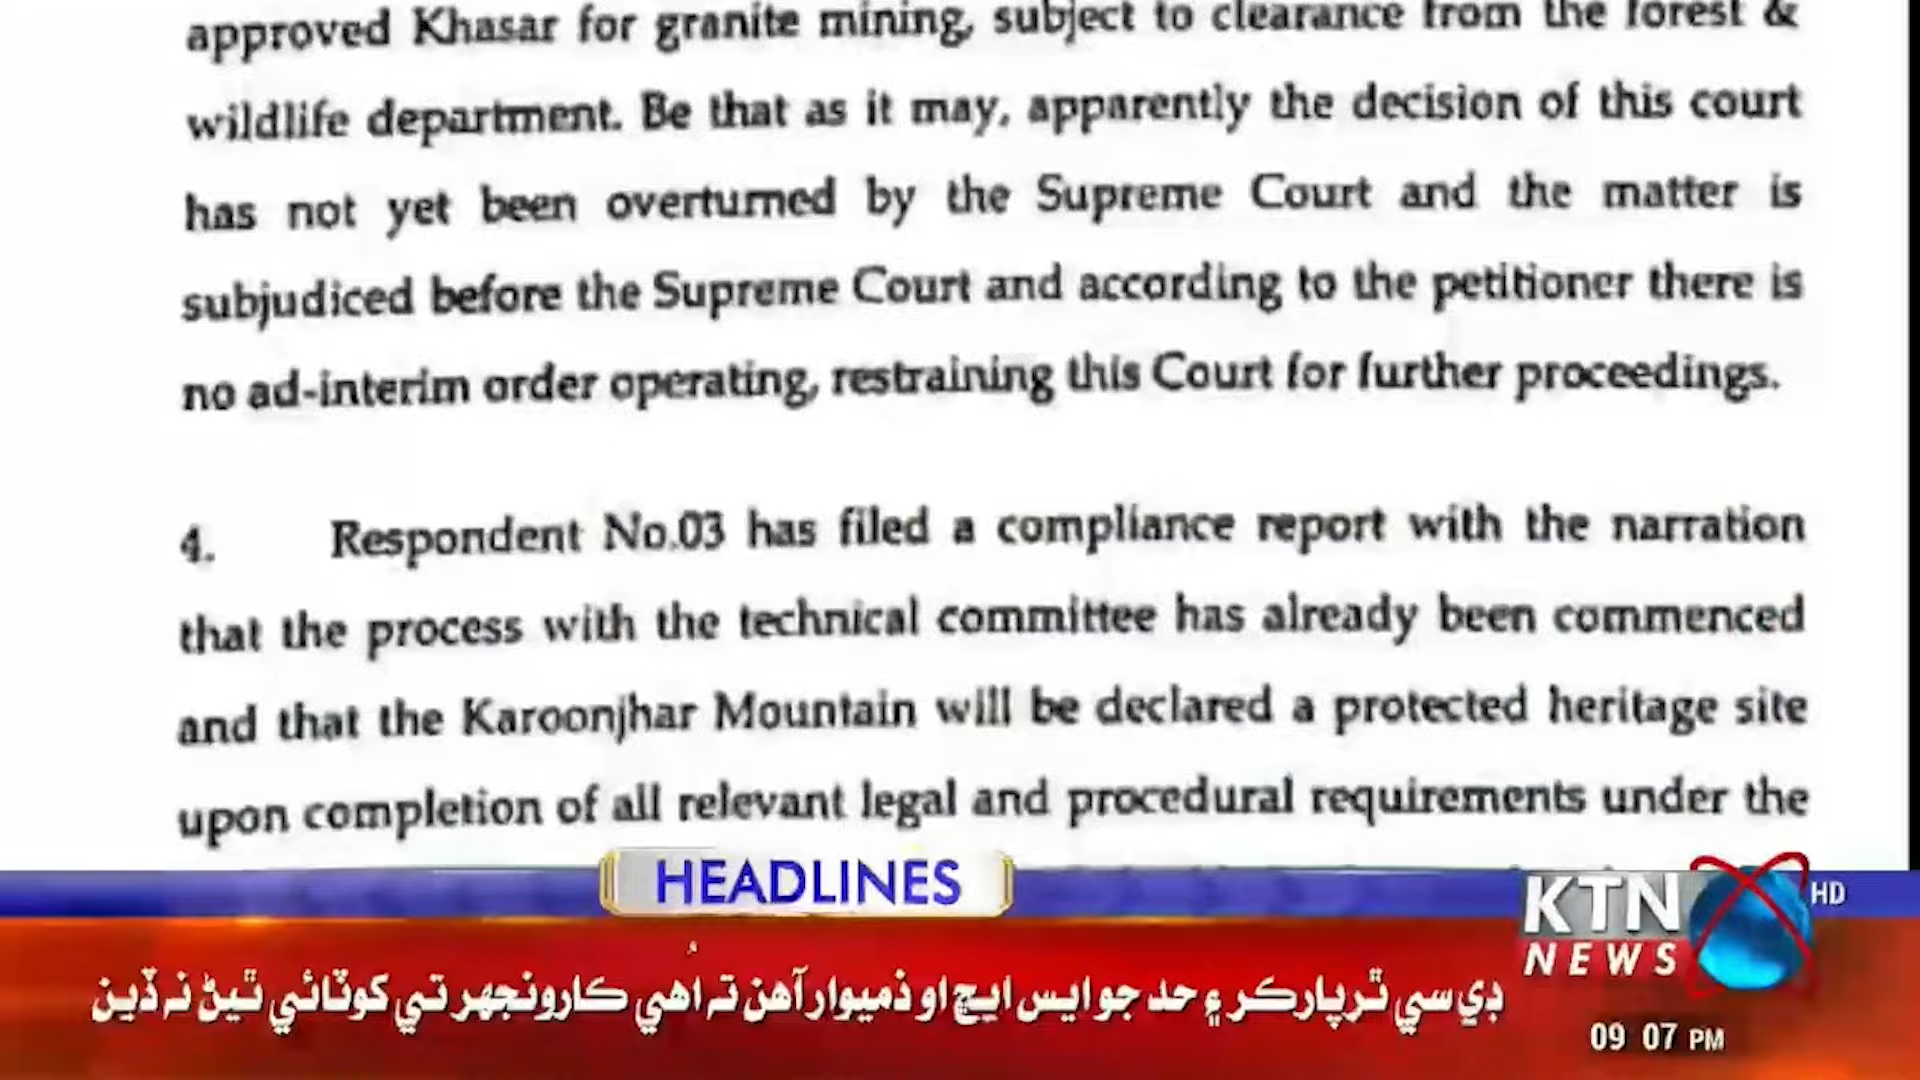 approved Khasar for granite mining, subject to clearance from the forest &
wildlife department. Be that as it may, apparently the decision of this court
has not yet been overturned by the Supreme Court and the matter is
subjudiced before the Supreme Court and according to the petitioner there is
no ad-interim order operating, restraining this Court for further proceedings.
4. Respondent No.03 has filed a compliance report with the narration
that the process with the technical committee has already been commenced
and that the Karoonjhar Mountain will be declared a protected heritage site
upon completion of all relevant legal and procedural requirements under the
HEADLINES
KTN HD
NEWS
ڊي سي ٿرپارڪر ۽ حد جو ايس ايڇ او ذميوار آهن ته اُهي ڪارونجهر تي ڪوٽائي ٿيڻ نه ڏين
09 07 PM